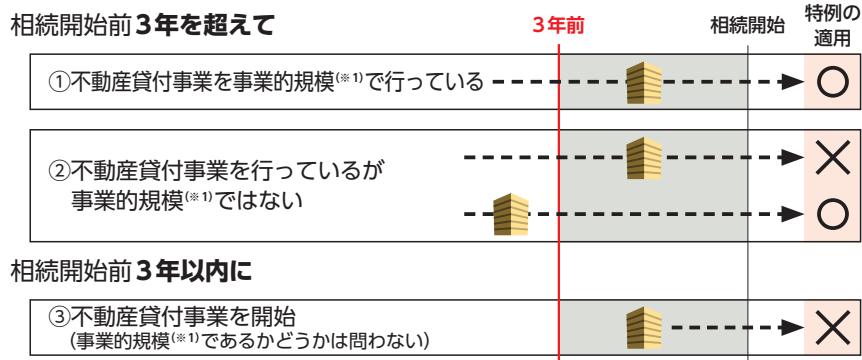 相続開始前3年を超えて
3年前
相続開始
特例の
適用
①不動産貸付事業を事業的規模(※1)で行っている
○
②不動産貸付事業を行っているが
事業的規模(※1)ではない
×
○
相続開始前3年以内に
③不動産貸付事業を開始
(事業的規模(※1)であるかどうかは問わない)
×